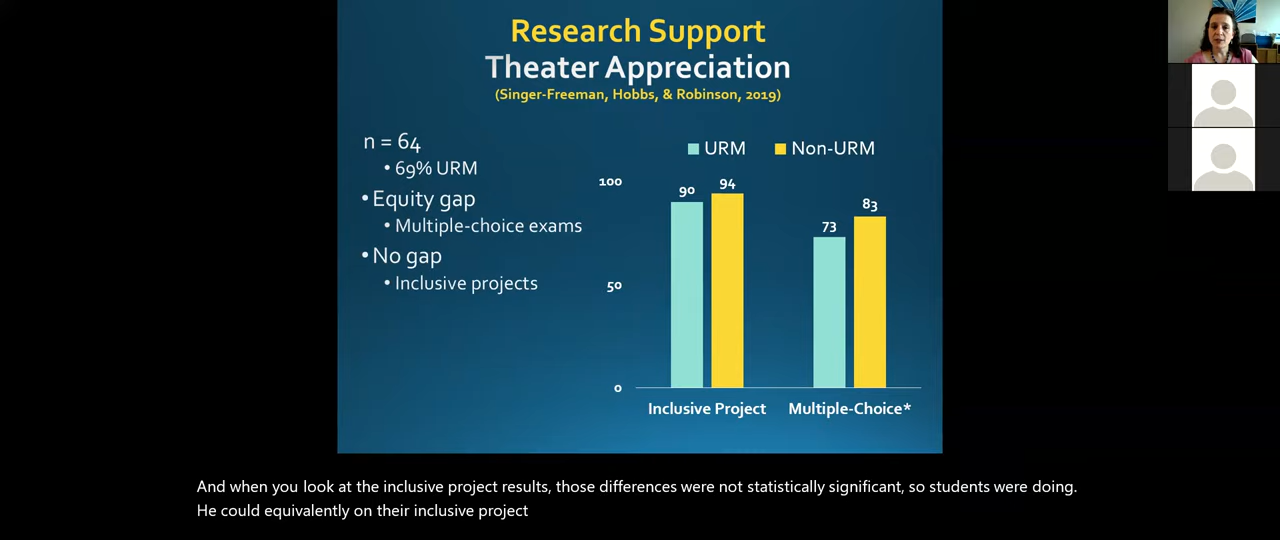 Research Support
Theater Appreciation
(Singer-Freeman, Hobbs, & Robinson, 2019)
n = 64
• 69% URM
• Equity gap
• Multiple-choice exams
• No gap
• Inclusive projects
URM Non-URM
100
50
0
90 94
73 83
Inclusive Project Multiple-Choice*
And when you look at the inclusive project results, those differences were not statistically significant, so students were doing.
He could equivalently on their inclusive project